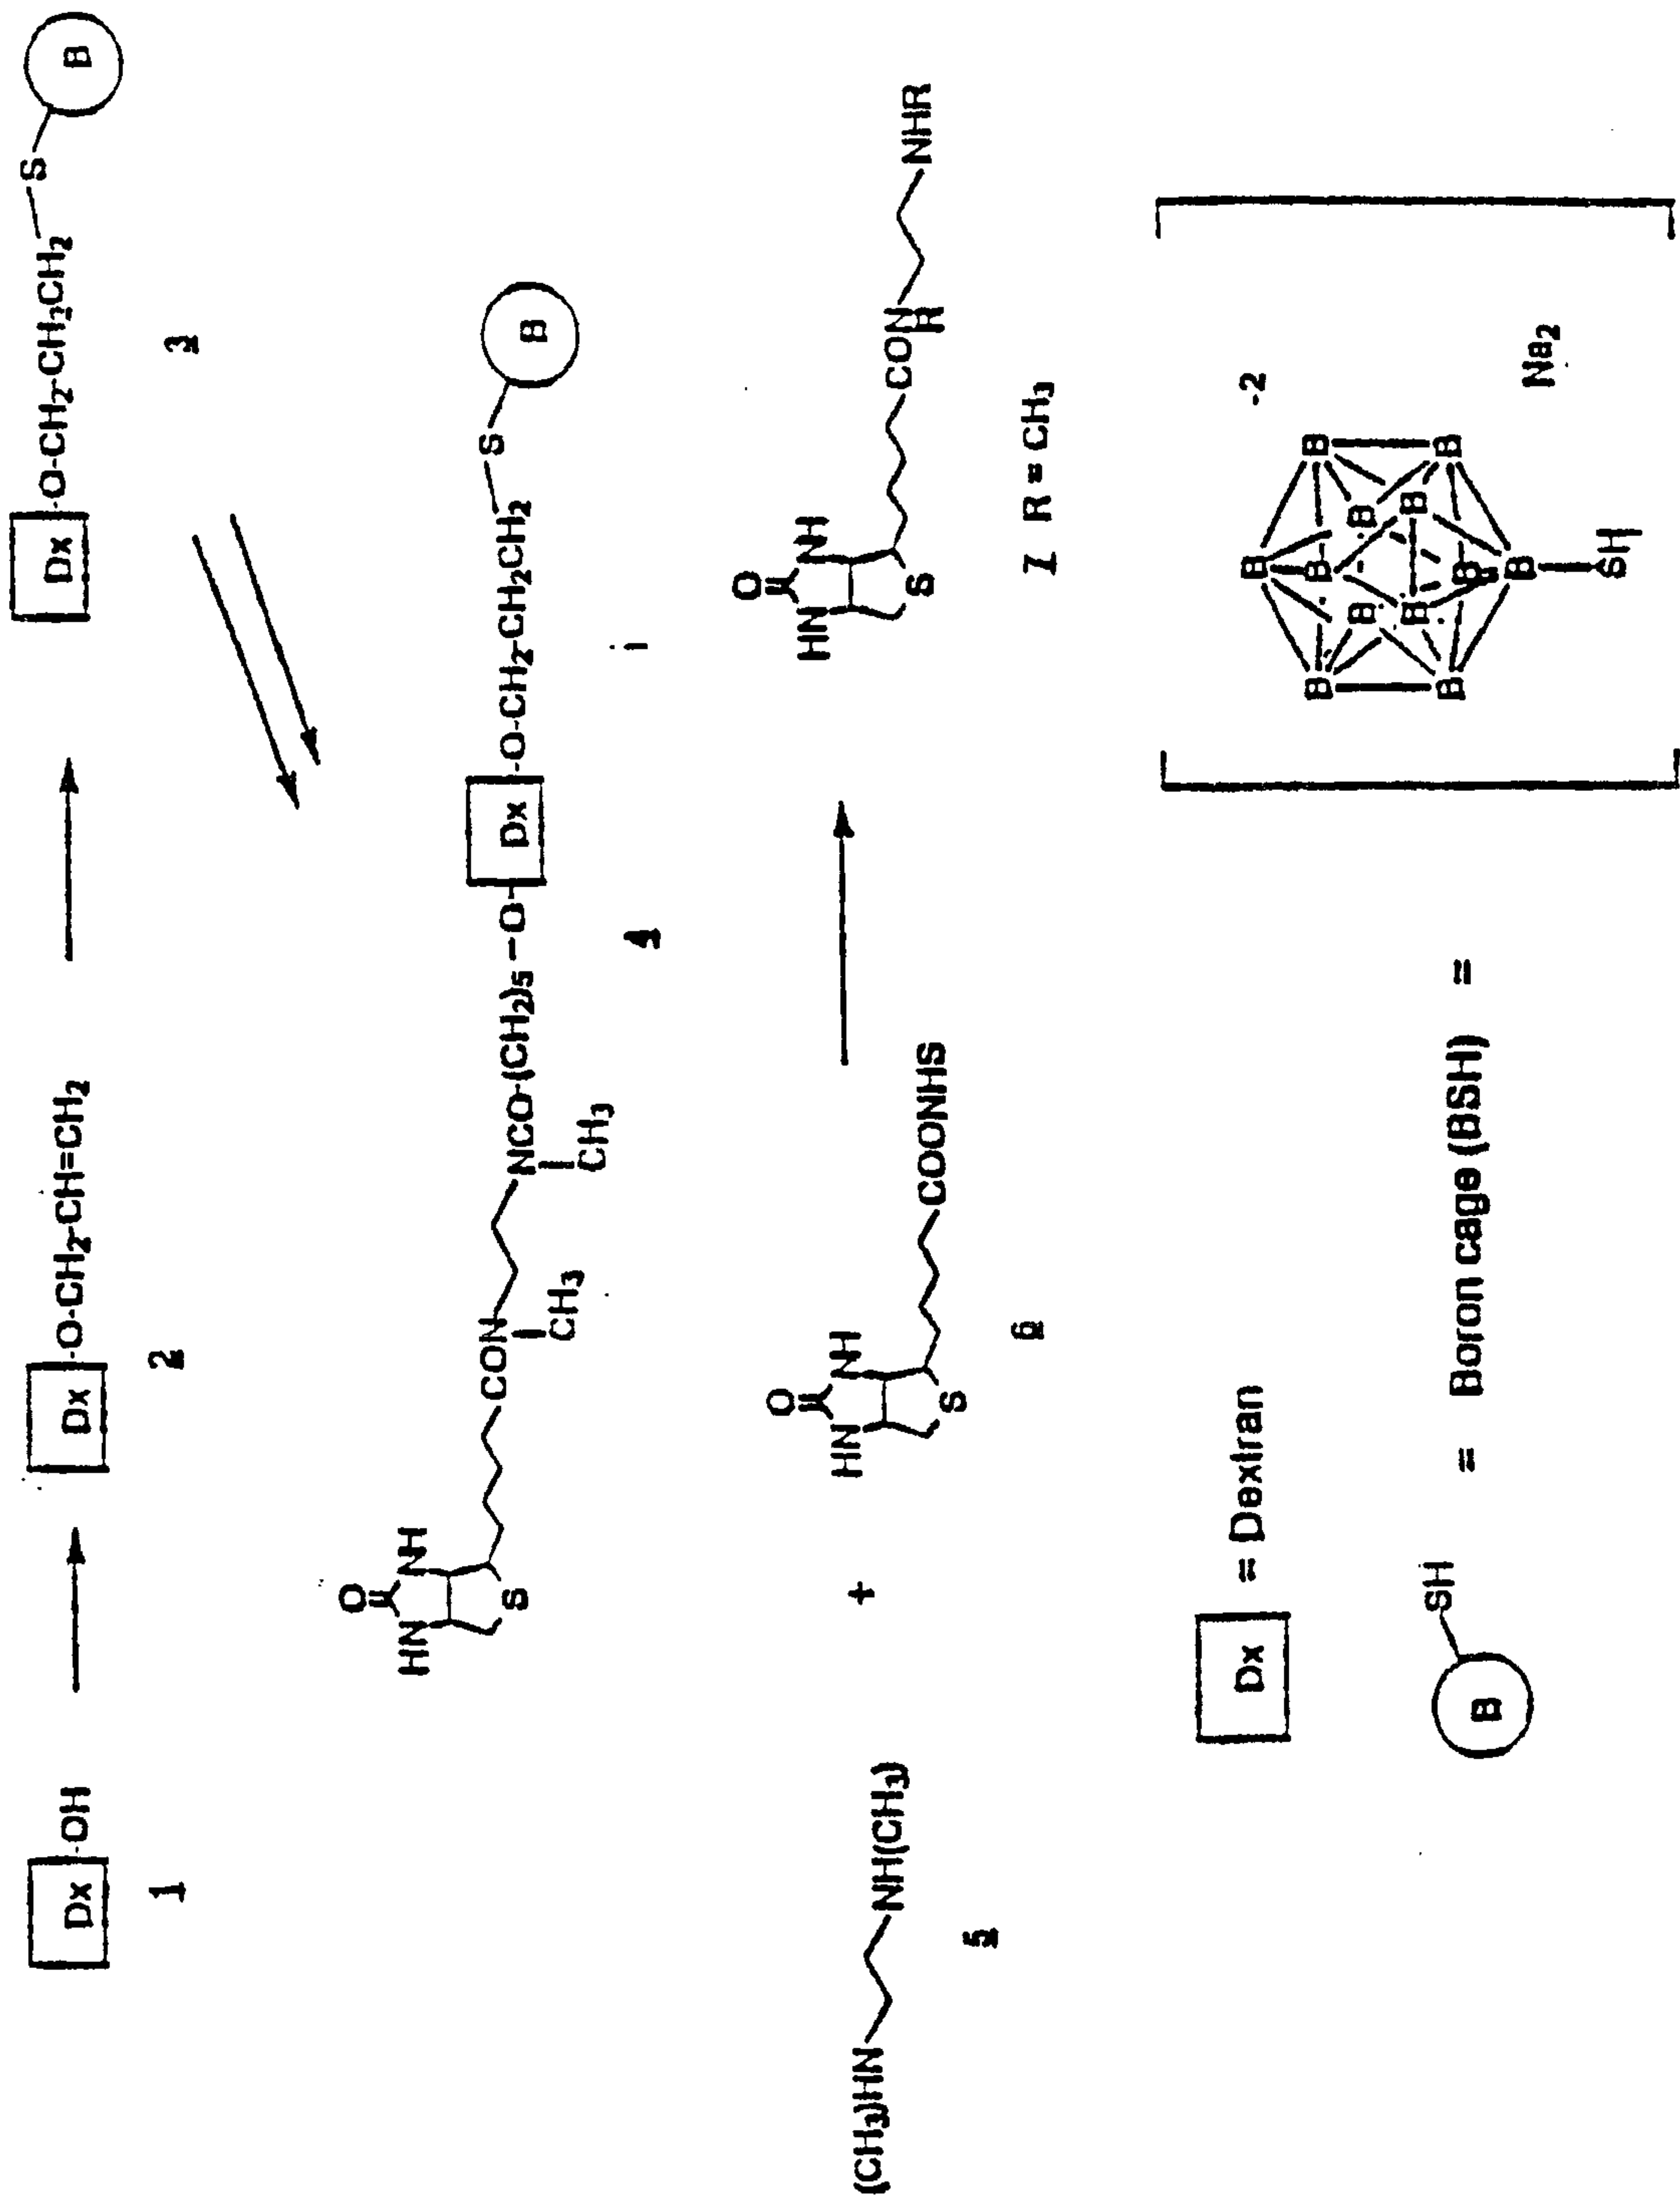 Dx -OH
1
Dx -O-CH2-CH=CH2
2
Dx -O-CH2-CH2CH2 S B
3
O
HN NH
S
CON
CH3
NCO-(CH2)5 -O- Dx -O-CH2-CH2CH2 S B
CH3
4
(CH3)HN NH(CH3)
5
+
O
HN NH
S
COONHS
6
O
HN NH
S
CON
R
NHR
7 R = CH3
Dx = Dextran
B SH = Boron cage (BSH) =
B
B B B
B B
B B
B B B
B
SH
-2
Na2